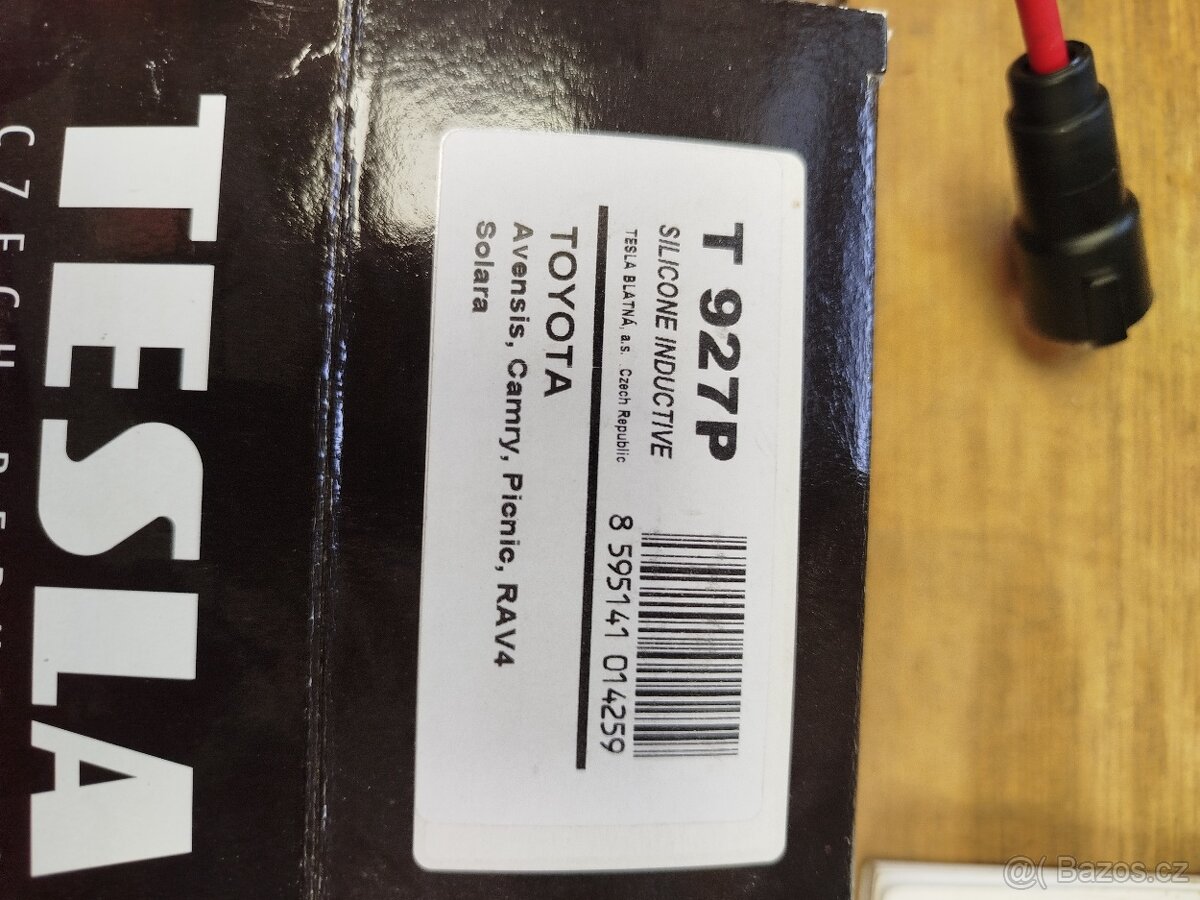 TESLA
T 927P
SILICONE INDUCTIVE
TESLA BLATNÁ, a.s. Czech Republic
8 595141 014259
TOYOTA
Avensis, Camry, Picnic, RAV4
Solara
@( Bazos.cz